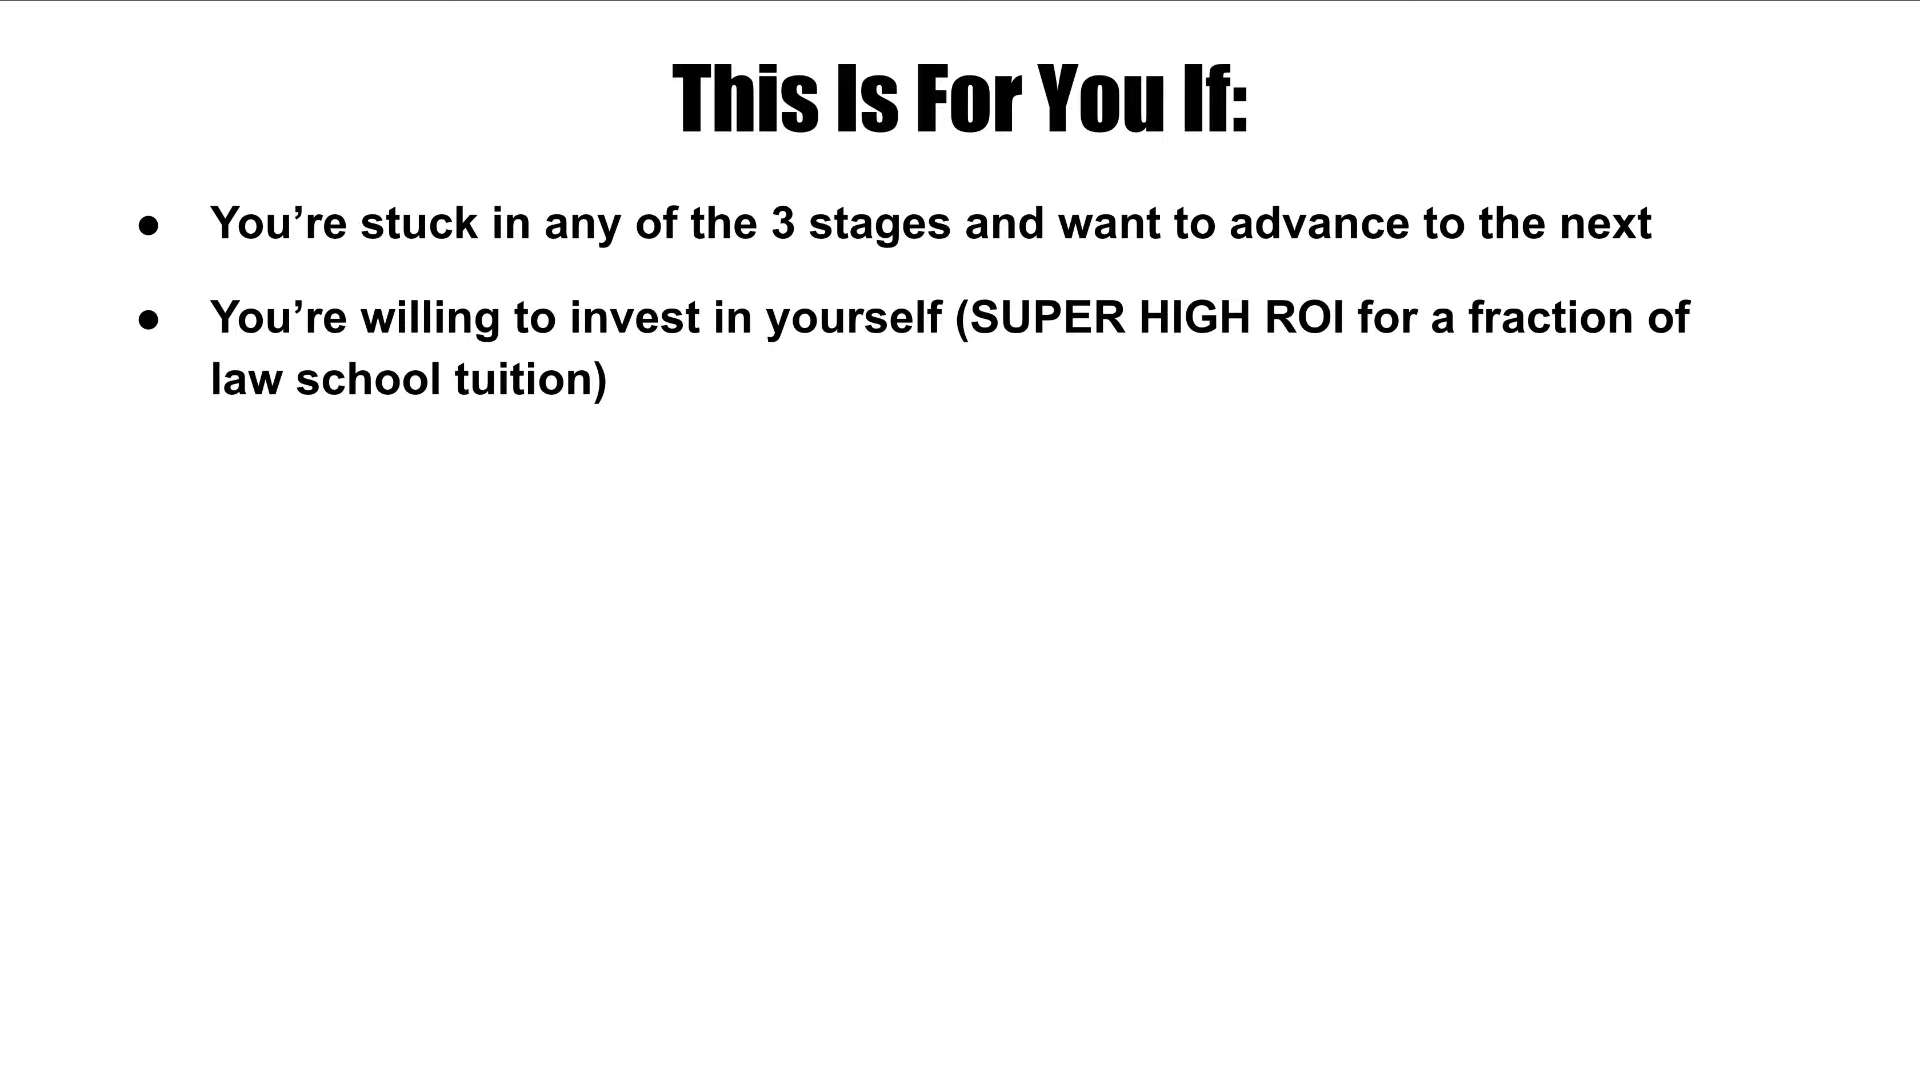 This Is For You If:
● You’re stuck in any of the 3 stages and want to advance to the next
● You’re willing to invest in yourself (SUPER HIGH ROI for a fraction of
law school tuition)